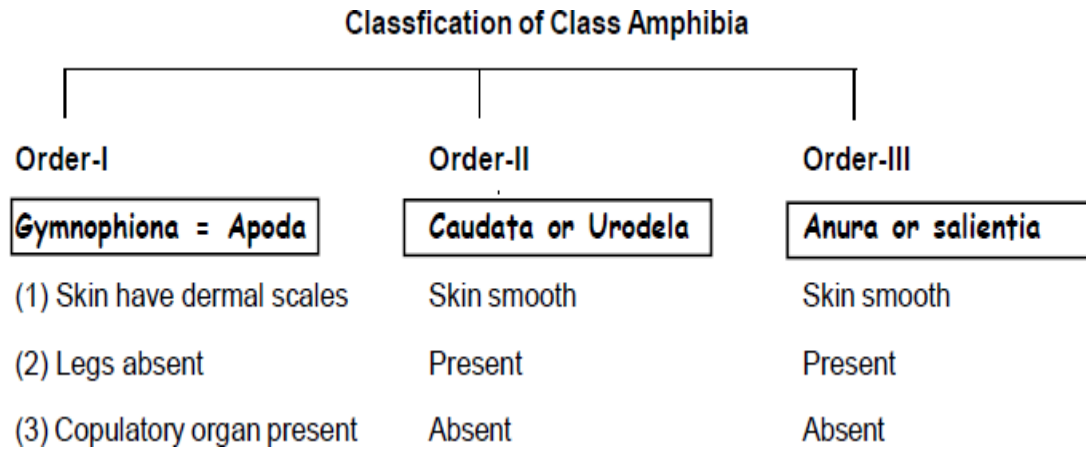 Classfication of Class Amphibia
Order-I Order-II Order-III
Gymnophiona = Apoda Caudata or Urodela Anura or salientia
(1) Skin have dermal scales Skin smooth Skin smooth
(2) Legs absent Present Present
(3) Copulatory organ present Absent Absent